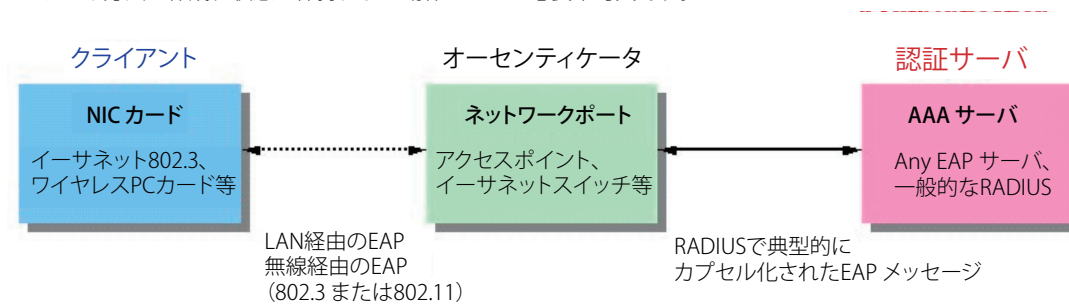 クライアント
オーセンティケータ
認証サーバ
NIC カード
イーサネット802.3、
ワイヤレスPCカード等
ネットワークポート
アクセスポイント、
イーサネットスイッチ等
AAA サーバ
Any EAP サーバ、
一般的なRADIUS
LAN経由のEAP
無線経由のEAP
（802.3 または802.11）
RADIUSで典型的に
カプセル化されたEAP メッセージ